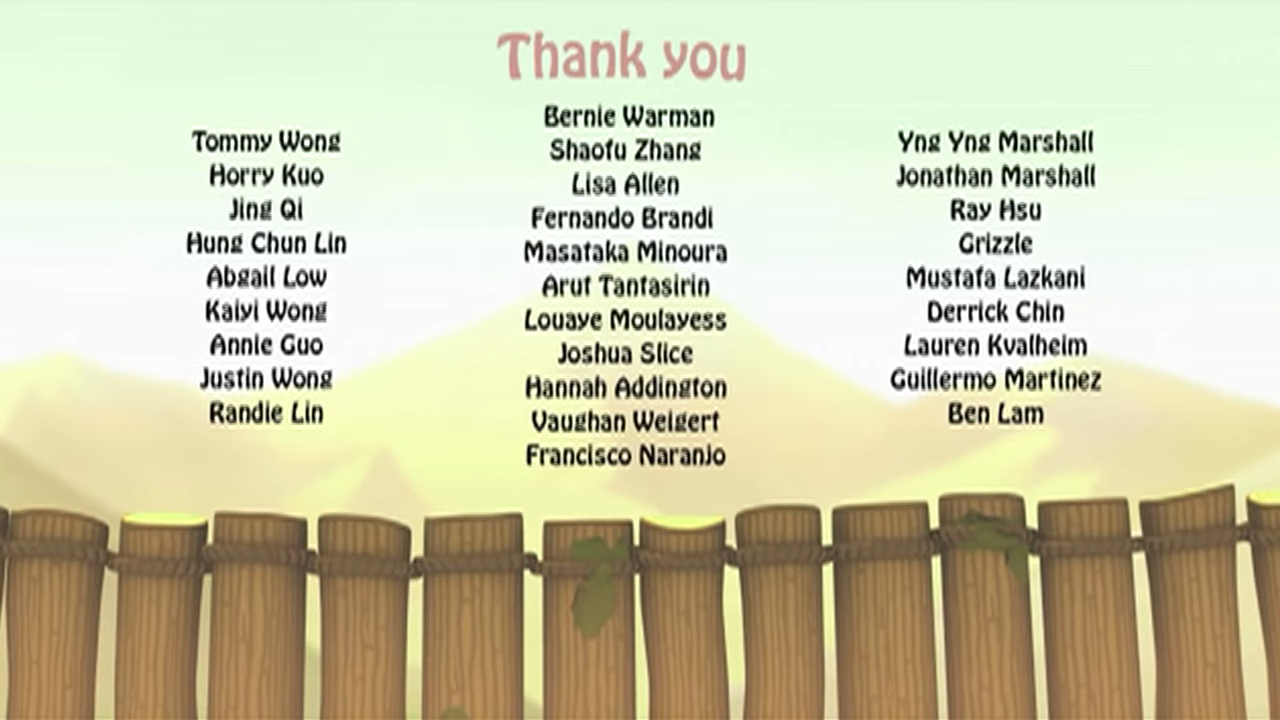 Thank you
Tommy Wong
Horry Kuo
Jing Qi
Hung Chun Lin
Abgail Low
Kaiyi Wong
Annie Guo
Justin Wong
Randie Lin
Bernie Warman
Shaofu Zhang
Lisa Allen
Fernando Brandi
Masataka Minoura
Arut Tantasirin
Louaye Moulayess
Joshua Slice
Hannah Addington
Vaughan Weigert
Francisco Naranjo
Yng Yng Marshall
Jonathan Marshall
Ray Hsu
Grizzle
Mustafa Lazkani
Derrick Chin
Lauren Kvalheim
Guillermo Martinez
Ben Lam